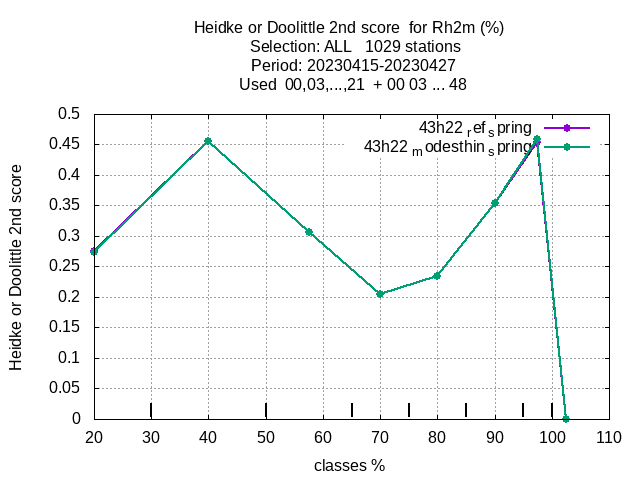 Heidke or Doolittle 2nd score  for Rh2m (%)
Selection: ALL   1029 stations
Period: 20230415-20230427
Used  00,03,...,21  + 00 03 ... 48
43h22 ref spring
43h22 modesthin spring
Heidke or Doolittle 2nd score
0.5
0.45
0.4
0.35
0.3
0.25
0.2
0.15
0.1
0.05
0
20 30 40 50 60 70 80 90 100 110
classes %